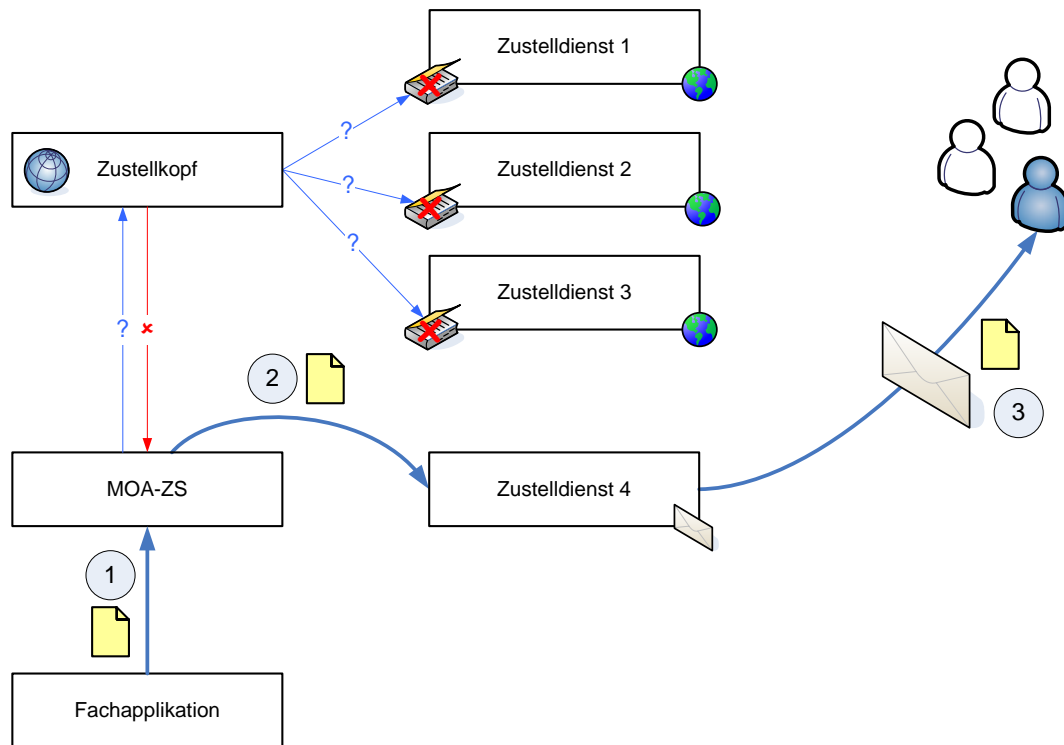 Zustelldienst 1
?
Zustellkopf
?
Zustelldienst 2
?
Zustelldienst 3
?
2
3
MOA-ZS
Zustelldienst 4
1
Fachapplikation